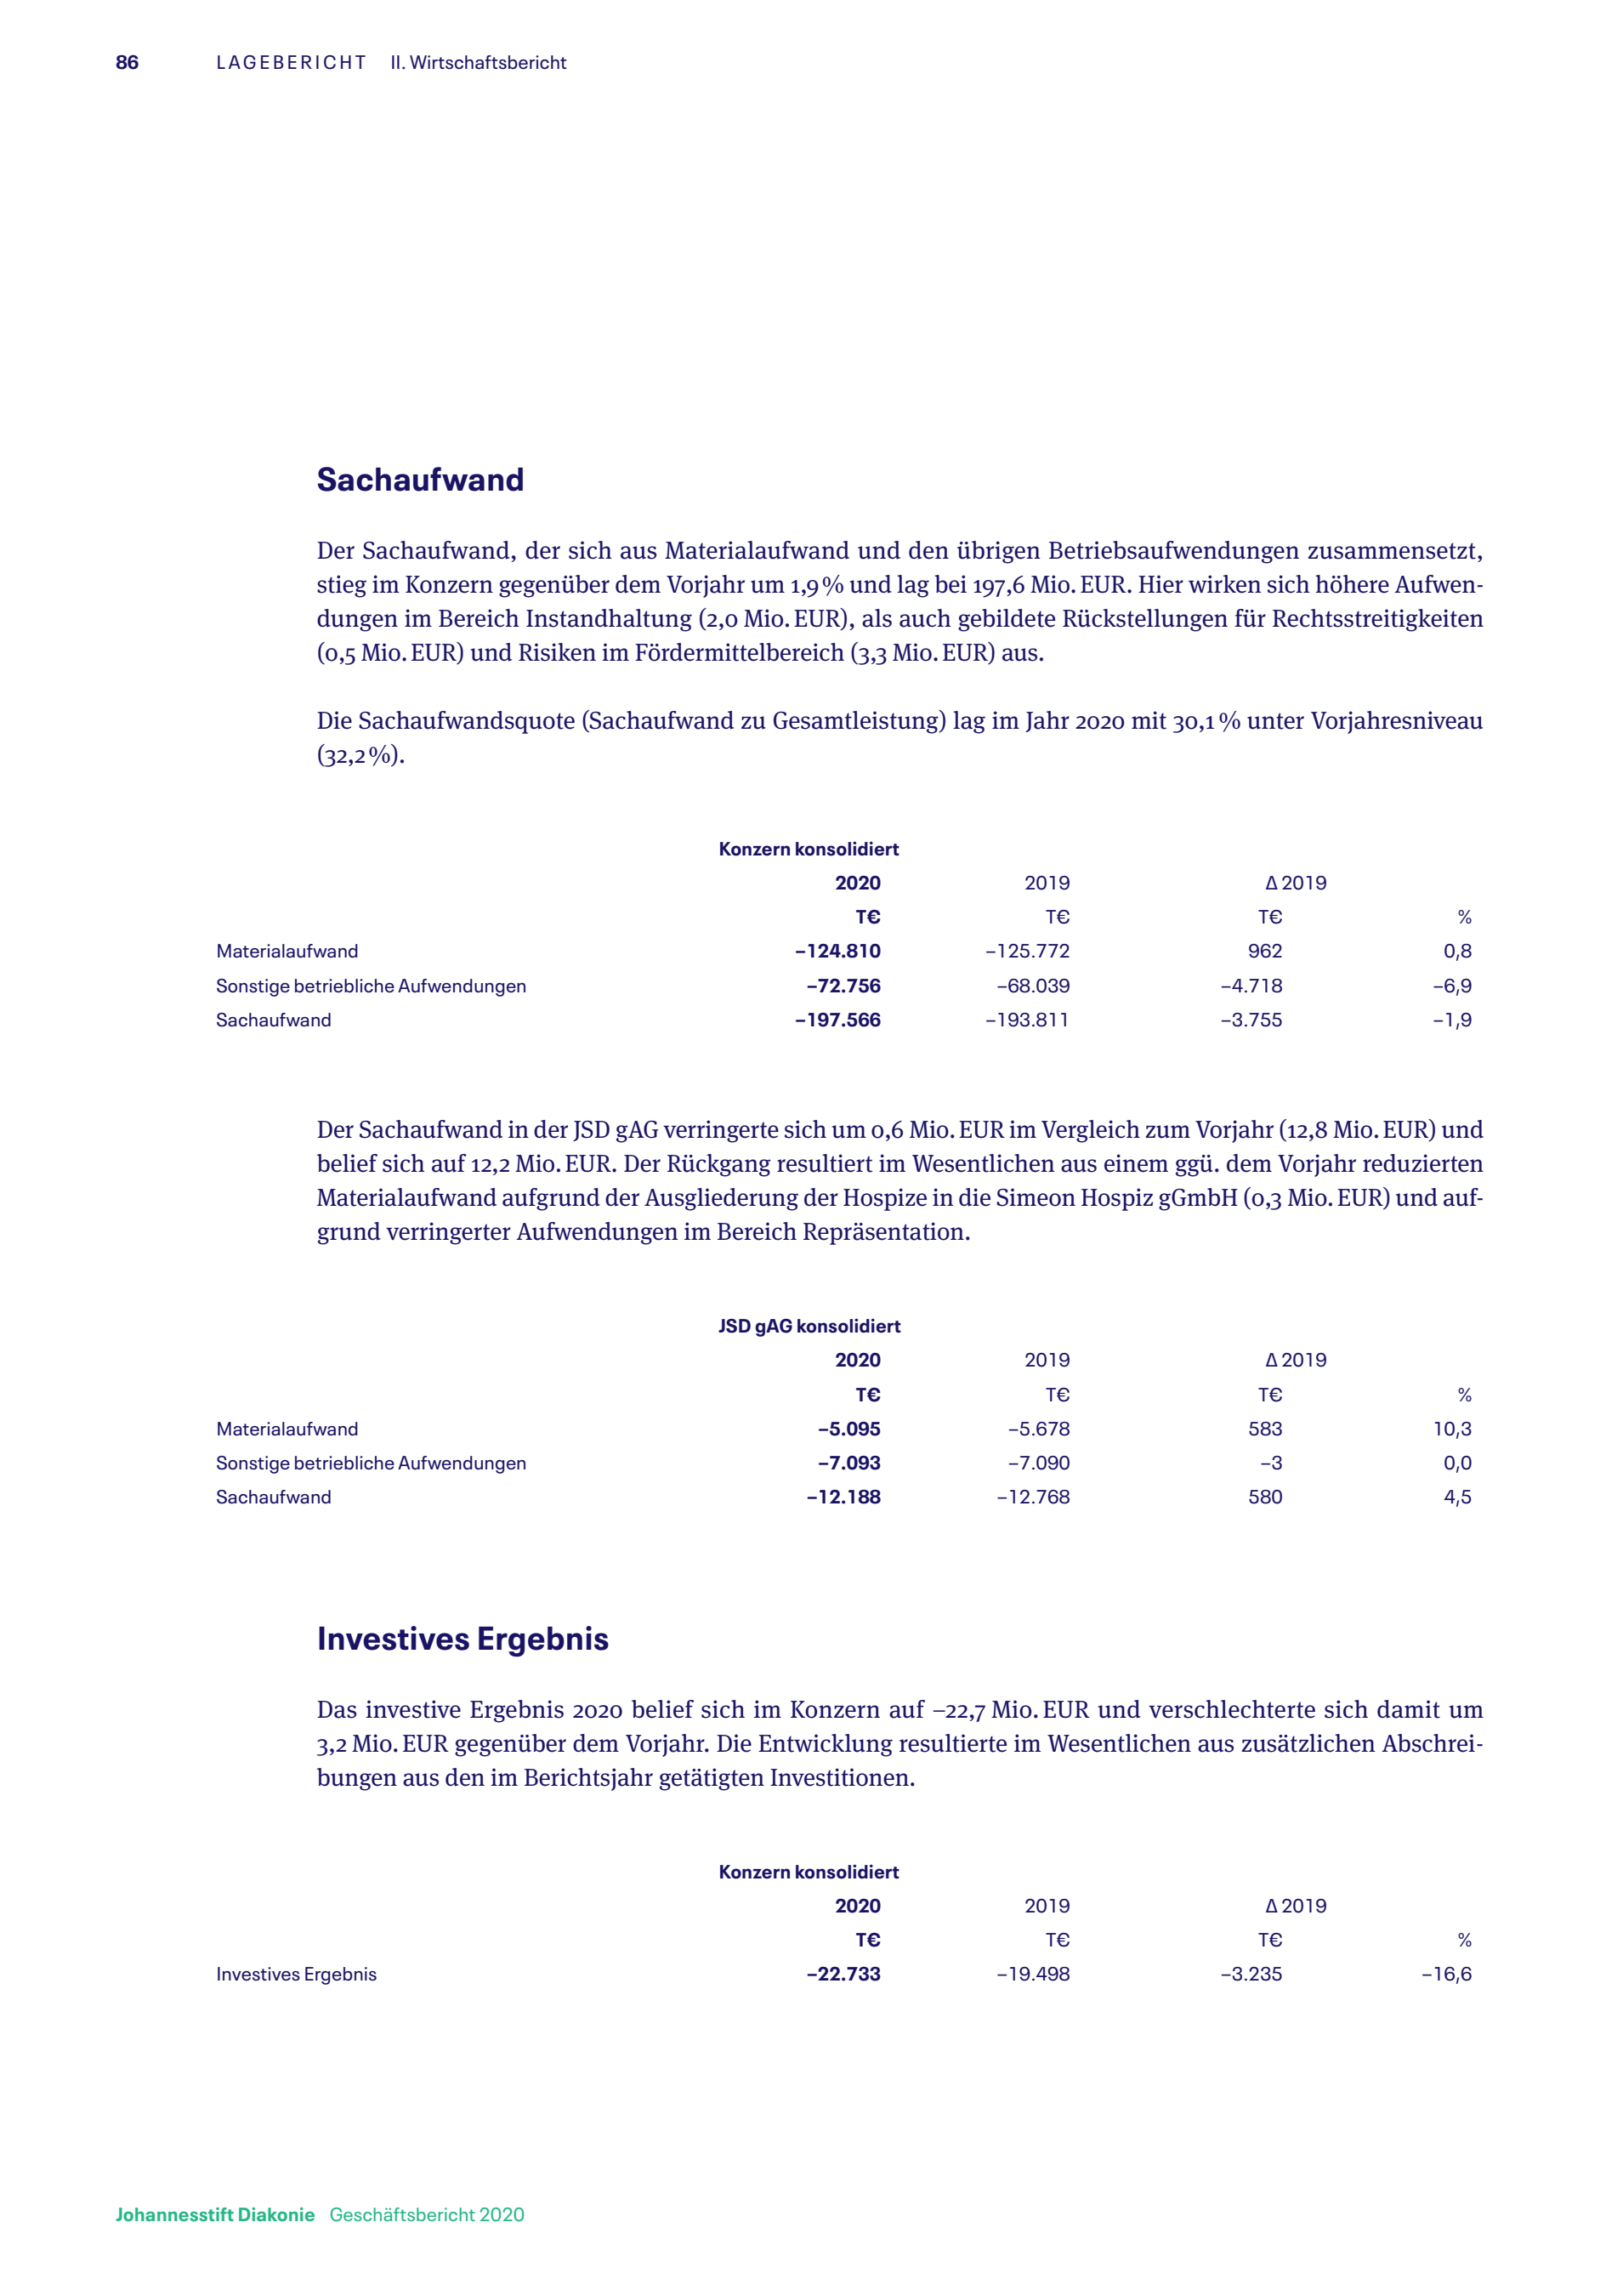 86 LAGEBERICHT II. Wirtschaftsbericht
Sachaufwand
Der Sachaufwand, der sich aus Materialaufwand und den übrigen Betriebsaufwendungen zusammensetzt,
stieg im Konzern gegenüber dem Vorjahr um 1,9 % und lag bei 197,6 Mio. EUR. Hier wirken sich höhere Aufwen-
dungen im Bereich Instandhaltung (2,0 Mio. EUR), als auch gebildete Rückstellungen für Rechtsstreitigkeiten
(0,5 Mio. EUR) und Risiken im Fördermittelbereich (3,3 Mio. EUR) aus.
Die Sachaufwandsquote (Sachaufwand zu Gesamtleistung) lag im Jahr 2020 mit 30,1 % unter Vorjahresniveau
(32,2 %).
Konzern konsolidiert
2020 2019 Δ 2019
T€ T€ T€ %
Materialaufwand –124.810 –125.772 962 0,8
Sonstige betriebliche Aufwendungen –72.756 –68.039 –4.718 –6,9
Sachaufwand –197.566 –193.811 –3.755 –1,9
Der Sachaufwand in der JSD gAG verringerte sich um 0,6 Mio. EUR im Vergleich zum Vorjahr (12,8 Mio. EUR) und
belief sich auf 12,2 Mio. EUR. Der Rückgang resultiert im Wesentlichen aus einem ggü. dem Vorjahr reduzierten
Materialaufwand aufgrund der Ausgliederung der Hospize in die Simeon Hospiz gGmbH (0,3 Mio. EUR) und auf-
grund verringerter Aufwendungen im Bereich Repräsentation.
JSD gAG konsolidiert
2020 2019 Δ 2019
T€ T€ T€ %
Materialaufwand –5.095 –5.678 583 10,3
Sonstige betriebliche Aufwendungen –7.093 –7.090 –3 0,0
Sachaufwand –12.188 –12.768 580 4,5
Investives Ergebnis
Das investive Ergebnis 2020 belief sich im Konzern auf –22,7 Mio. EUR und verschlechterte sich damit um
3,2 Mio. EUR gegenüber dem Vorjahr. Die Entwicklung resultierte im Wesentlichen aus zusätzlichen Abschrei-
bungen aus den im Berichtsjahr getätigten Investitionen.
Konzern konsolidiert
2020 2019 Δ 2019
T€ T€ T€ %
Investives Ergebnis –22.733 –19.498 –3.235 –16,6
Johannesstift Diakonie Geschäftsbericht 2020